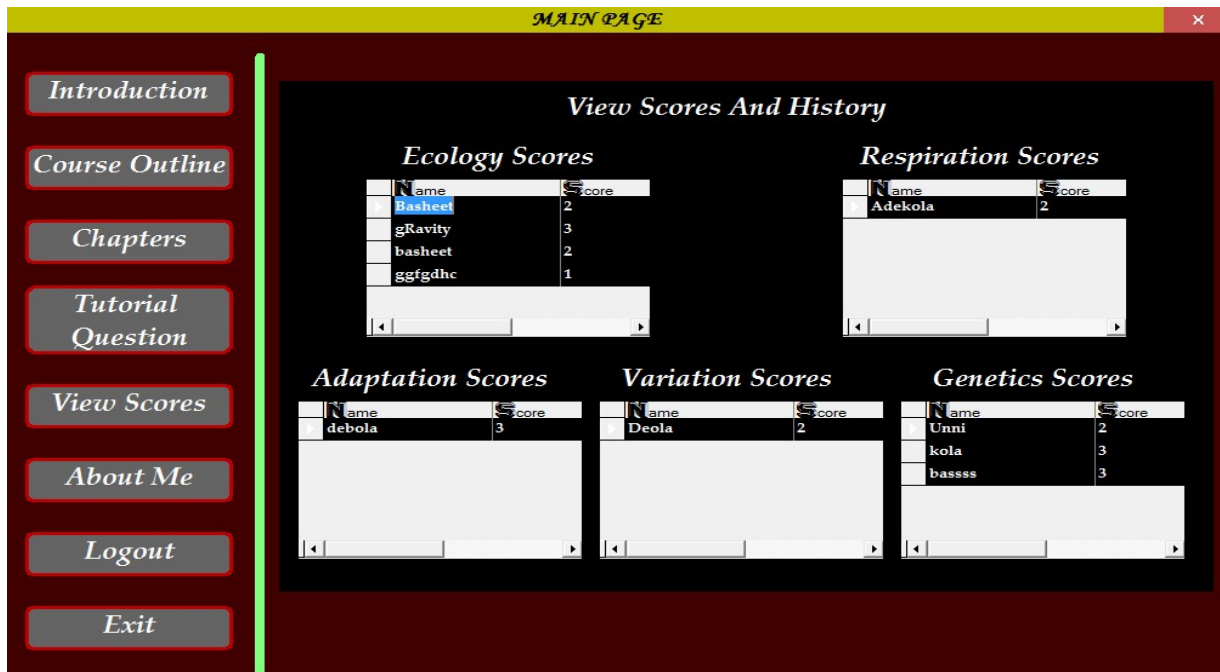 MAIN PAGE
Introduction
Course Outline
Chapters
Tutorial
Question
View Scores
About Me
Logout
Exit
View Scores And History
Ecology Scores
Name Score
Basheet 2
gRavity 3
basheet 2
ggfgdhc 1
Respiration Scores
Name Score
Adekola 2
Adaptation Scores
Name Score
debola 3
Variation Scores
Name Score
Deola 2
Genetics Scores
Name Score
Unni 2
kola 3
bassss 3